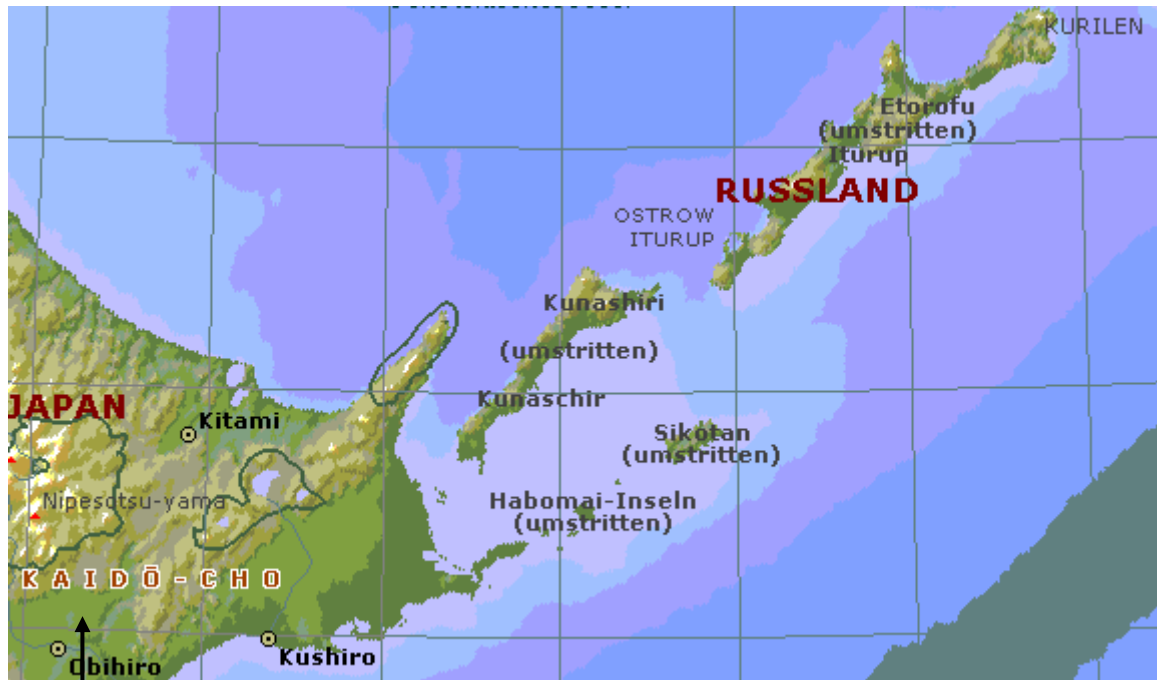 KURILEN
Etorofu
(umstritten)
Iturup
RUSSLAND
OSTROW
ITURUP
Kunashiri
(umstritten)
Kunaschir
JAPAN
Kitami
Sikotan
(umstritten)
Nipesotsu-yama
Habomai-Inseln
(umstritten)
KAIDŌ-CHO
Kushiro
Obihiro